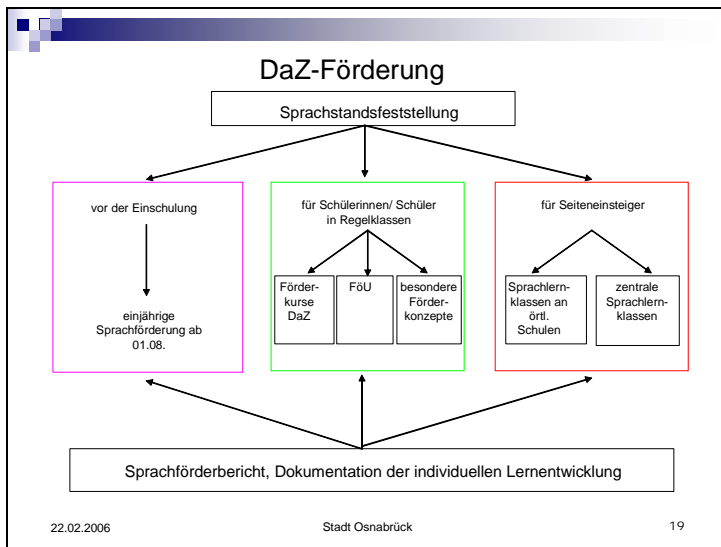 DaZ-Förderung
Sprachstandsfeststellung
vor der Einschulung
einjährige
Sprachförderung ab
01.08.
für Schülerinnen/ Schüler
in Regelklassen
Förder-
kurse
DaZ
FöU
besondere
Förder-
konzepte
für Seiteneinsteiger
Sprachlern-
klassen an
örtl.
Schulen
zentrale
Sprachlern-
klassen
Sprachförderbericht, Dokumentation der individuellen Lernentwicklung
22.02.2006
Stadt Osnabrück
19